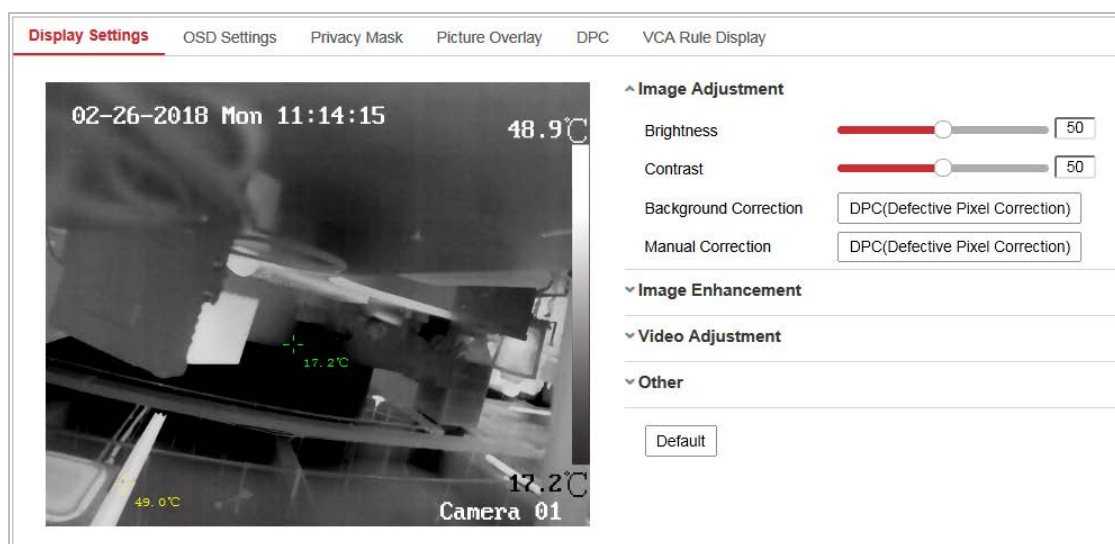 Display Settings OSD Settings Privacy Mask Picture Overlay DPC VCA Rule Display
02-26-2018 Mon 11:14:15
48.9℃
17.2℃
49.0℃
17.2℃
Camera 01
Image Adjustment
Brightness 50
Contrast 50
Background Correction DPC(Defective Pixel Correction)
Manual Correction DPC(Defective Pixel Correction)
Image Enhancement
Video Adjustment
Other
Default